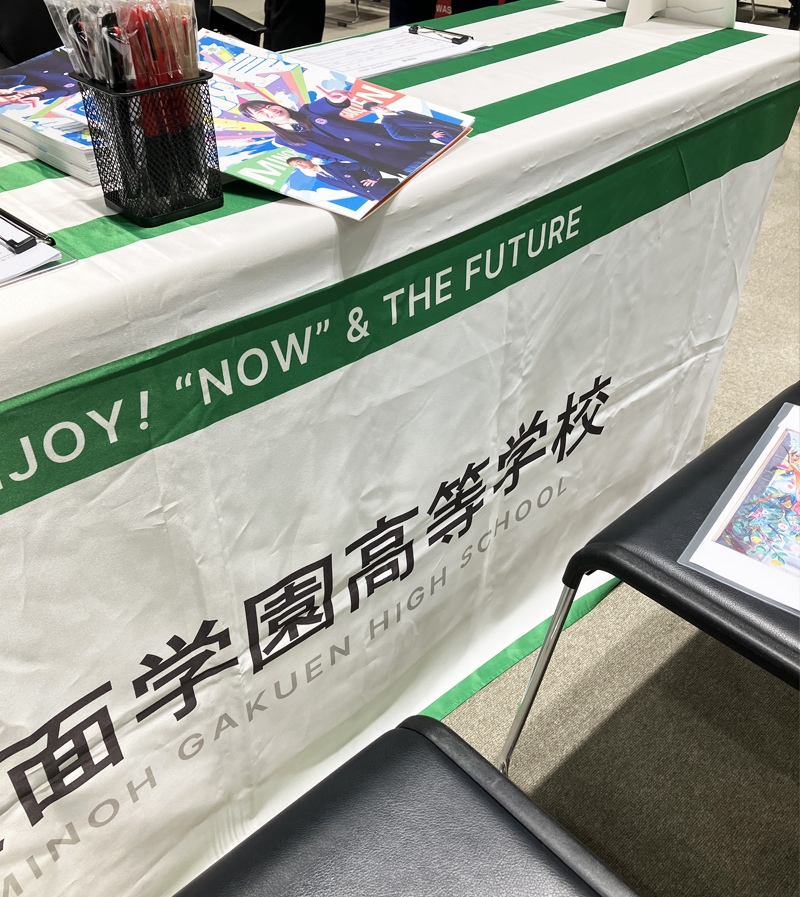 JOY! “NOW” & THE FUTURE
面学園高等学校
MINOH GAKUEN HIGH SCHOOL